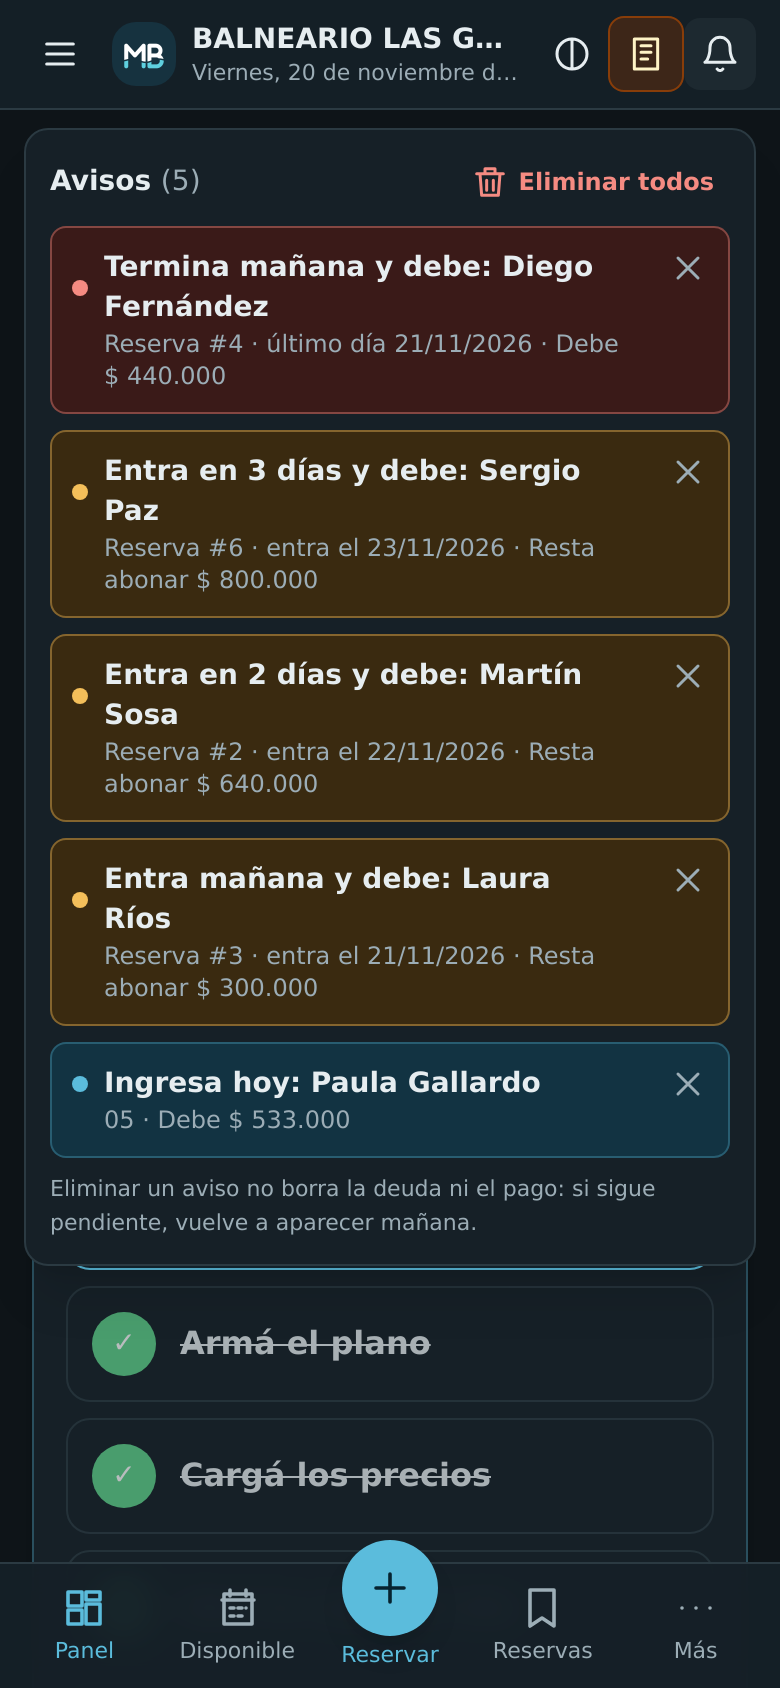 MB
BALNEARIO LAS G...
Viernes, 20 de noviembre d...
Avisos (5)
Eliminar todos
Termina mañana y debe: Diego
Fernández
Reserva #4 · último día 21/11/2026 · Debe
$ 440.000
Entra en 3 días y debe: Sergio
Paz
Reserva #6 · entra el 23/11/2026 · Resta
abonar $ 800.000
Entra en 2 días y debe: Martín
Sosa
Reserva #2 · entra el 22/11/2026 · Resta
abonar $ 640.000
Entra mañana y debe: Laura
Ríos
Reserva #3 · entra el 21/11/2026 · Resta
abonar $ 300.000
Ingresa hoy: Paula Gallardo
05 · Debe $ 533.000
Eliminar un aviso no borra la deuda ni el pago: si sigue
pendiente, vuelve a aparecer mañana.
✓ Armá el plano
✓ Cargá los precios
Panel
Disponible
Reservar
Reservas
Más